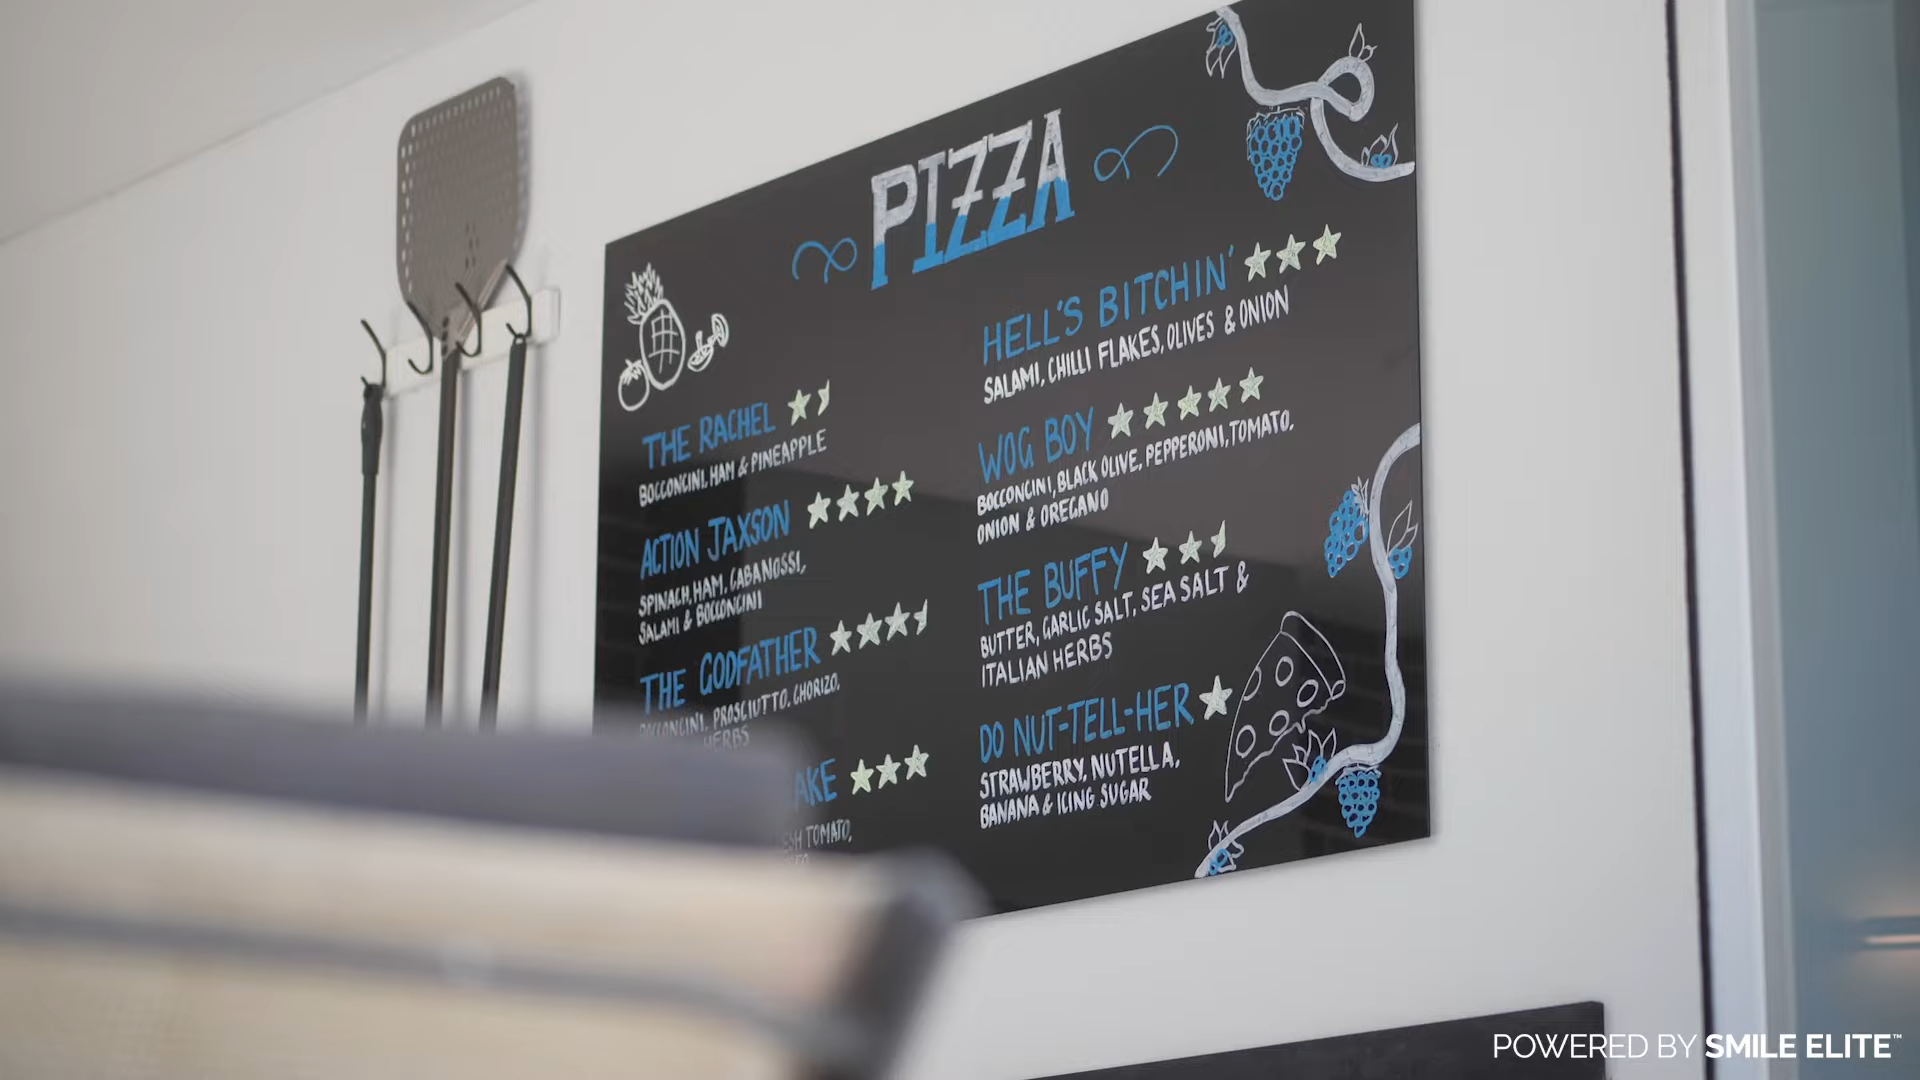 PIZZA
THE RACHEL
BOCCONCINI, HAM & PINEAPPLE
ACTION JAXSON
SPINACH, HAM, CABANOSSI,
SALAMI & BOCCONCINI
THE GODFATHER
BOCCONCINI, PROSCIUTTO, CHORIZO,
HERBS
TOMATO,
HELL'S BITCHIN'
SALAMI, CHILLI FLAKES, OLIVES & ONION
WOG BOY
BOCCONCINI, BLACK OLIVE, PEPPERONI, TOMATO,
ONION & OREGANO
THE BUFFY
BUTTER, GARLIC SALT, SEA SALT &
ITALIAN HERBS
DO NUT-TELL-HER
STRAWBERRY, NUTELLA,
BANANA & ICING SUGAR
POWERED BY SMILE ELITE™